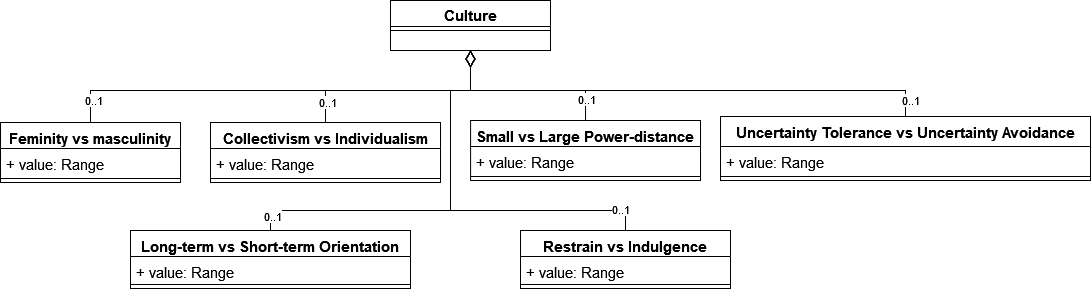 Culture
0..1
0..1
0..1
0..1
Feminity vs masculinity
+ value: Range
Collectivism vs Individualism
+ value: Range
Small vs Large Power-distance
+ value: Range
Uncertainty Tolerance vs Uncertainty Avoidance
+ value: Range
0..1
0..1
Long-term vs Short-term Orientation
+ value: Range
Restrain vs Indulgence
+ value: Range